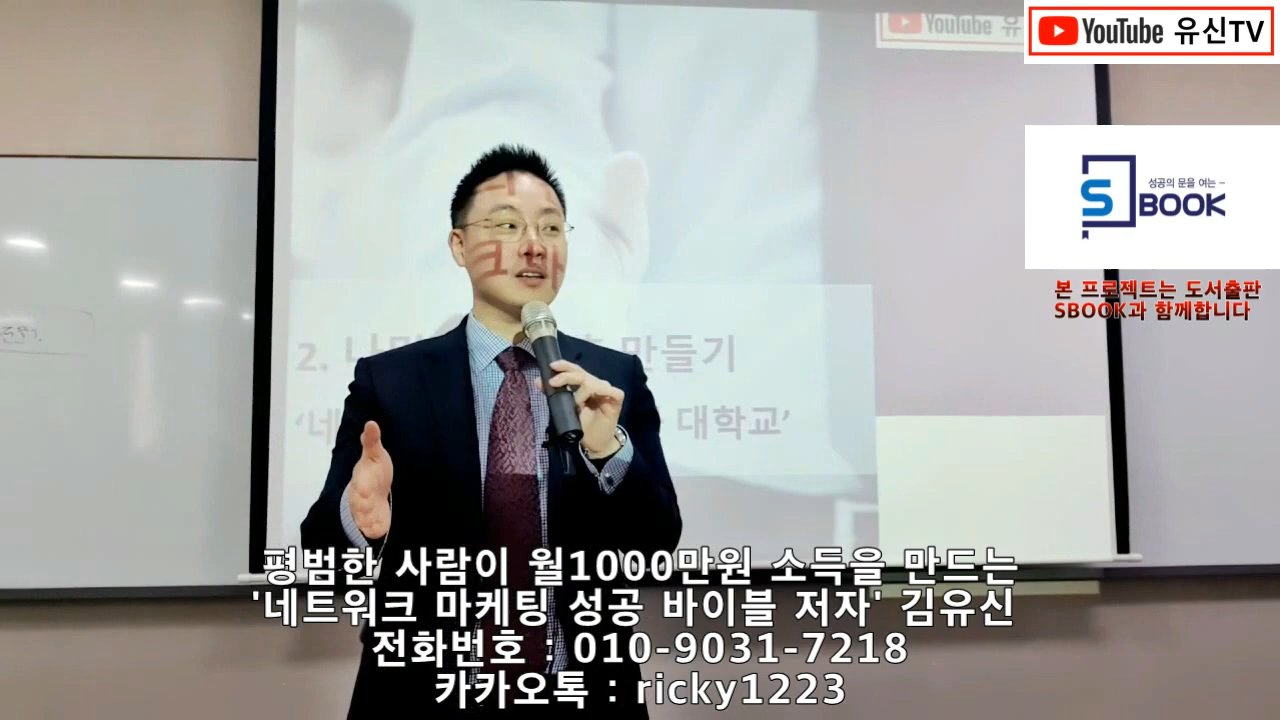 YouTube 유신TV
YouTube 유신
성공의 문을 여는 –
SBOOK
본 프로젝트는 도서출판
SBOOK과 함께합니다
2. 만들기
대학교’
평범한 사람이 월1000만원 소득을 만드는
'네트워크 마케팅 성공 바이블 저자' 김유신
전화번호 : 010-9031-7218
카카오톡 : ricky1223